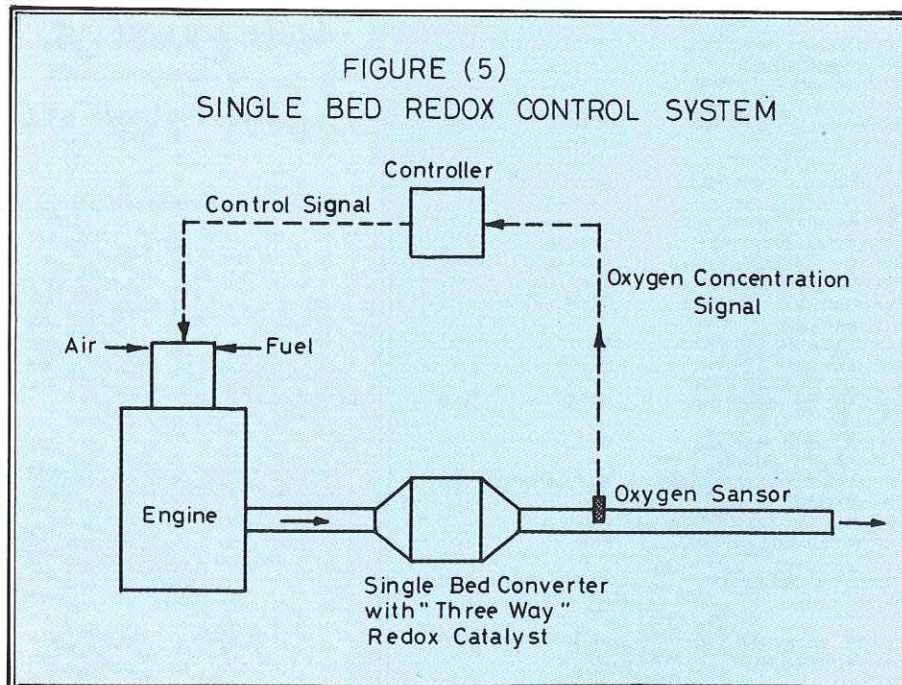 FIGURE (5)
SINGLE BED REDOX CONTROL SYSTEM
Controller
Control Signal
Oxygen Concentration
Signal
Air
Fuel
Engine
Oxygen Sansor
Single Bed Converter
with "Three Way"
Redox Catalyst